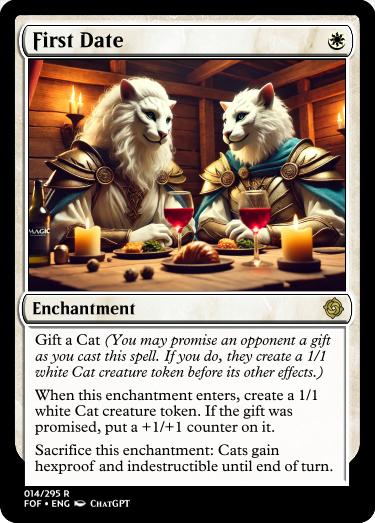 First Date
MAGIC
Enchantment
Gift a Cat (You may promise an opponent a gift
as you cast this spell. If you do, they create a 1/1
white Cat creature token before its other effects.)
When this enchantment enters, create a 1/1
white Cat creature token. If the gift was
promised, put a +1/+1 counter on it.
Sacrifice this enchantment: Cats gain
hexproof and indestructible until end of turn.
014/295 R
FOF • ENG ChatGPT